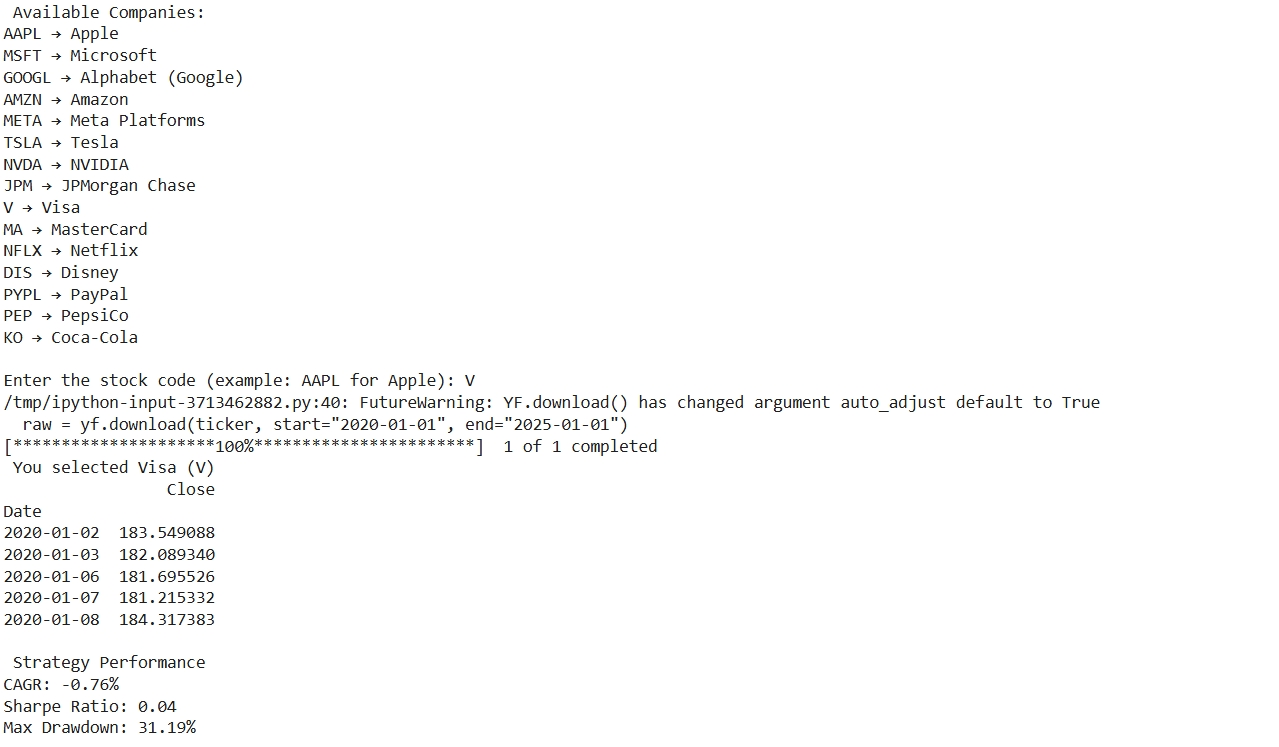 Available Companies:
AAPL → Apple
MSFT → Microsoft
GOOGL → Alphabet (Google)
AMZN → Amazon
META → Meta Platforms
TSLA → Tesla
NVDA → NVIDIA
JPM → JPMorgan Chase
V → Visa
MA → MasterCard
NFLX → Netflix
DIS → Disney
PYPL → PayPal
PEP → PepsiCo
KO → Coca-Cola

Enter the stock code (example: AAPL for Apple): V
/tmp/ipython-input-3713462882.py:40: FutureWarning: YF.download() has changed argument auto_adjust default to True
  raw = yf.download(ticker, start="2020-01-01", end="2025-01-01")
[*********************100%***********************]  1 of 1 completed
 You selected Visa (V)
                 Close
Date
2020-01-02  183.549088
2020-01-03  182.089340
2020-01-06  181.695526
2020-01-07  181.215332
2020-01-08  184.317383

 Strategy Performance
CAGR: -0.76%
Sharpe Ratio: 0.04
Max Drawdown: 31.19%